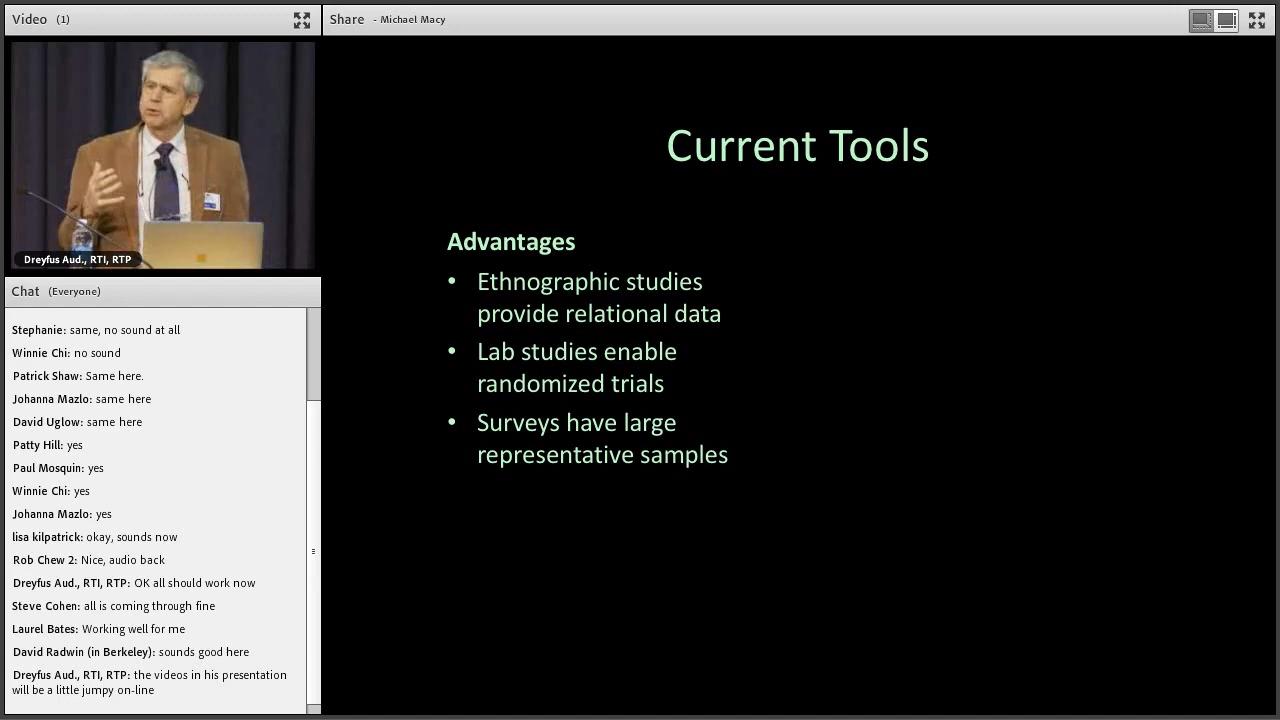 Video (1)
Share - Michael Macy
Dreyfus Aud., RTI, RTP
Chat (Everyone)
Stephanie: same, no sound at all
Winnie Chi: no sound
Patrick Shaw: Same here.
Johanna Mazlo: same here
David Uglow: same here
Patty Hill: yes
Paul Mosquin: yes
Winnie Chi: yes
Johanna Mazlo: yes
lisa kilpatrick: okay, sounds now
Rob Chew 2: Nice, audio back
Dreyfus Aud., RTI, RTP: OK all should work now
Steve Cohen: all is coming through fine
Laurel Bates: Working well for me
David Radwin (in Berkeley): sounds good here
Dreyfus Aud., RTI, RTP: the videos in his presentation
will be a little jumpy on-line
Current Tools
Advantages
• Ethnographic studies
provide relational data
• Lab studies enable
randomized trials
• Surveys have large
representative samples